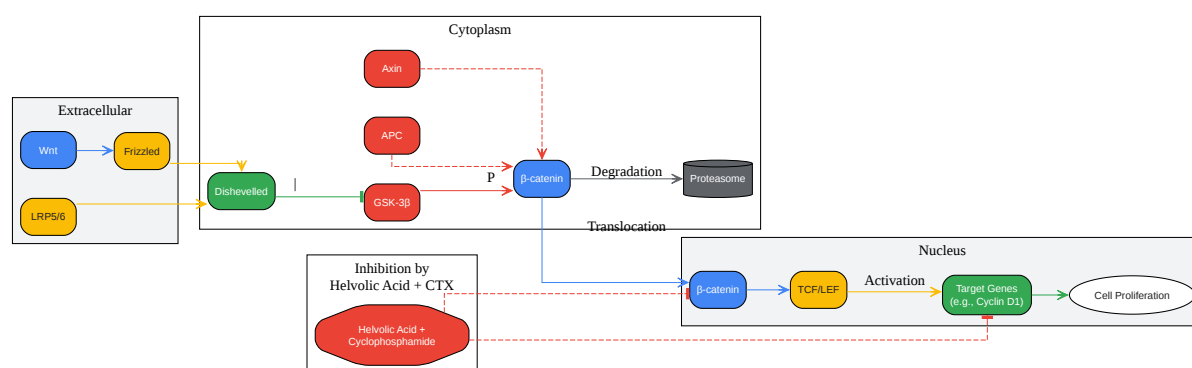 Cytoplasm
Axin
Extracellular
APC
Wnt
Frizzled
Degradation
P
β-catenin
Proteasome
|
Dishevelled
GSK-3β
LRP5/6
Translocation
Nucleus
Inhibition by
Helvolic Acid + CTX
Activation
β-catenin
TCF/LEF
Target Genes
(e.g., Cyclin D1)
Cell Proliferation
Helvolic Acid +
Cyclophosphamide